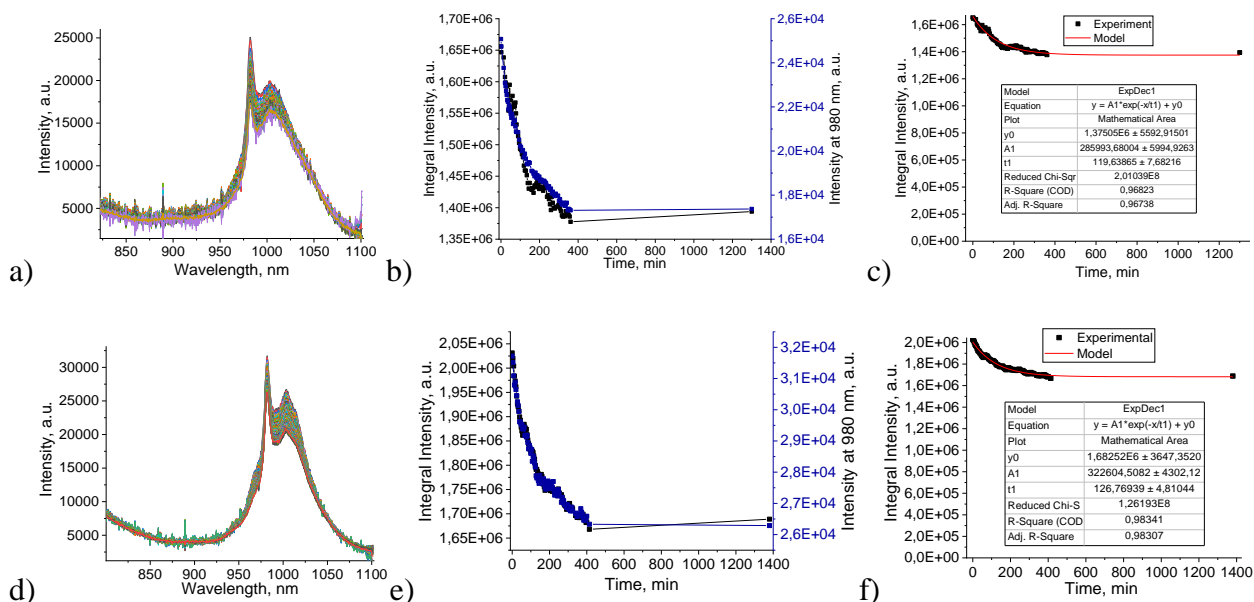 25000
20000
15000
10000
5000
850 900 950 1000 1050 1100
Intensity, a.u.
Wavelength, nm
a)
1,70E+06
1,65E+06
1,60E+06
1,55E+06
1,50E+06
1,45E+06
1,40E+06
1,35E+06
Integral Intensity, a.u.
0 200 400 600 800 1000 1200 1400
Time, min
2,6E+04
2,4E+04
2,2E+04
2,0E+04
1,8E+04
1,6E+04
Intensity at 980 nm, a.u.
b)
1,6E+06
1,4E+06
1,2E+06
1,0E+06
8,0E+05
6,0E+05
4,0E+05
2,0E+05
0,0E+00
Integral Intensity, a.u.
0 200 400 600 800 1000 1200
Time, min
Experiment
Model
Model ExpDec1
Equation y = A1*exp(-x/t1) + y0
Plot Mathematical Area
y0 1,37505E6 ± 5592,91501
A1 285993,68004 ± 5994,9263
t1 119,63865 ± 7,68216
Reduced Chi-Sqr 2,01039E8
R-Square (COD) 0,96823
Adj. R-Square 0,96738
c)
30000
25000
20000
15000
10000
5000
850 900 950 1000 1050 1100
Intensity, a.u.
Wavelength, nm
d)
2,05E+06
2,00E+06
1,95E+06
1,90E+06
1,85E+06
1,80E+06
1,75E+06
1,70E+06
1,65E+06
Integral Intensity, a.u.
0 200 400 600 800 1000 1200 1400
Time, min
3,2E+04
3,1E+04
3,0E+04
2,9E+04
2,8E+04
2,7E+04
2,6E+04
Intensity at 980 nm, a.u.
e)
2,0E+06
1,8E+06
1,6E+06
1,4E+06
1,2E+06
1,0E+06
8,0E+05
6,0E+05
4,0E+05
2,0E+05
0,0E+00
Integral Intensity, a.u.
0 200 400 600 800 1000 1200 1400
Time, min
Experimental
Model
Model ExpDec1
Equation y = A1*exp(-x/t1) + y0
Plot Mathematical Area
y0 1,68252E6 ± 3647,3520
A1 322604,5082 ± 4302,12
t1 126,76939 ± 4,81044
Reduced Chi-S 1,26193E8
R-Square (COD 0,98341
Adj. R-Square 0,98307
f)